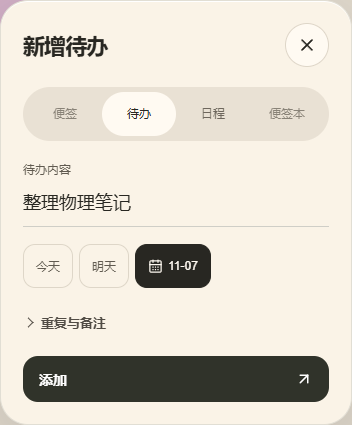 新增待办
便签 待办 日程 便签本
待办内容
整理物理笔记
今天 明天 11-07
重复与备注
添加